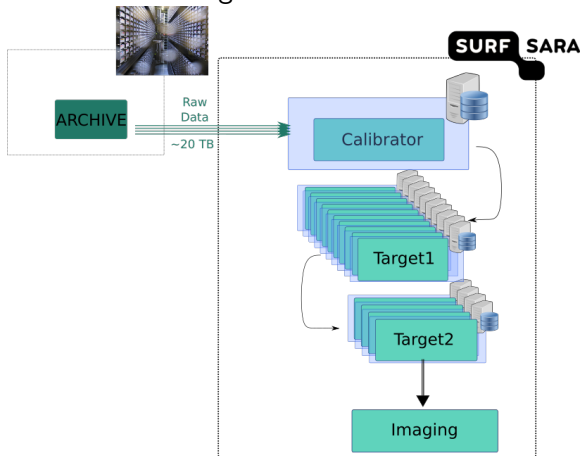 SURF SARA
Raw
Data
ARCHIVE
~20 TB
Calibrator
Target1
Target2
Imaging